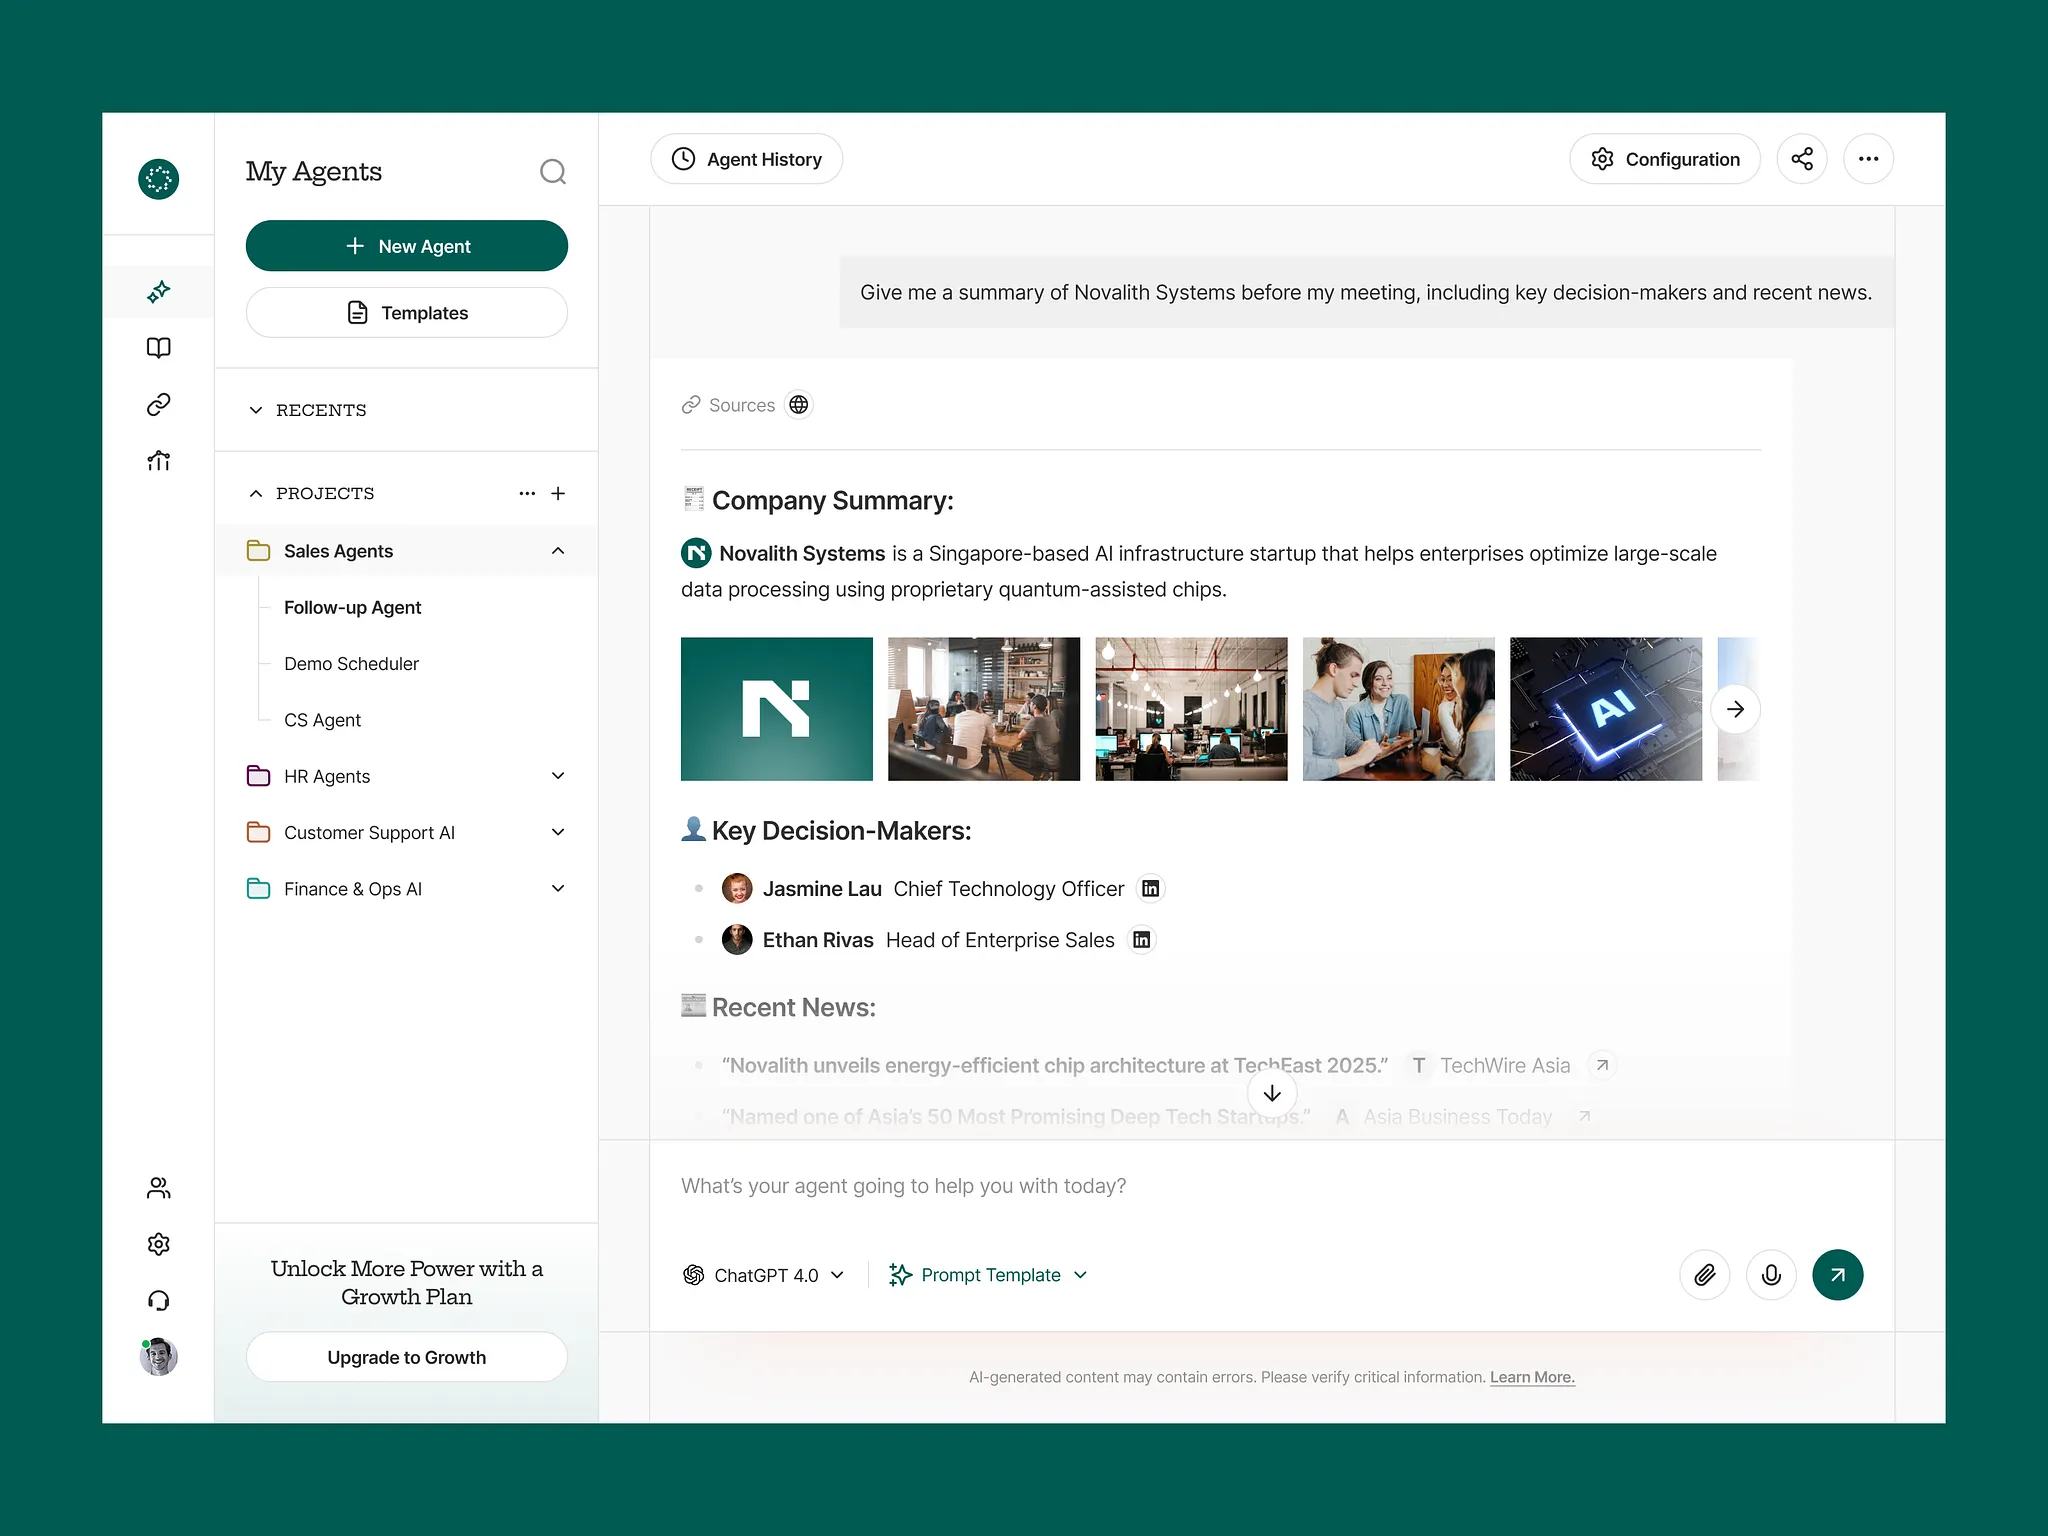 My Agents
New Agent
Templates
RECENTS
PROJECTS
Sales Agents
Follow-up Agent
Demo Scheduler
CS Agent
HR Agents
Customer Support AI
Finance & Ops AI
Unlock More Power with a
Growth Plan
Upgrade to Growth
Agent History
Configuration
Give me a summary of Novalith Systems before my meeting, including key decision-makers and recent news.
Sources
Company Summary:
Novalith Systems is a Singapore-based AI infrastructure startup that helps enterprises optimize large-scale
data processing using proprietary quantum-assisted chips.
N
AI
Key Decision-Makers:
Jasmine Lau Chief Technology Officer in
Ethan Rivas Head of Enterprise Sales in
Recent News:
“Novalith unveils energy-efficient chip architecture at TechEast 2025.” T TechWire Asia
“Named one of Asia’s 50 Most Promising Deep Tech Startups.” A Asia Business Today
What’s your agent going to help you with today?
ChatGPT 4.0
Prompt Template
AI-generated content may contain errors. Please verify critical information. Learn More.